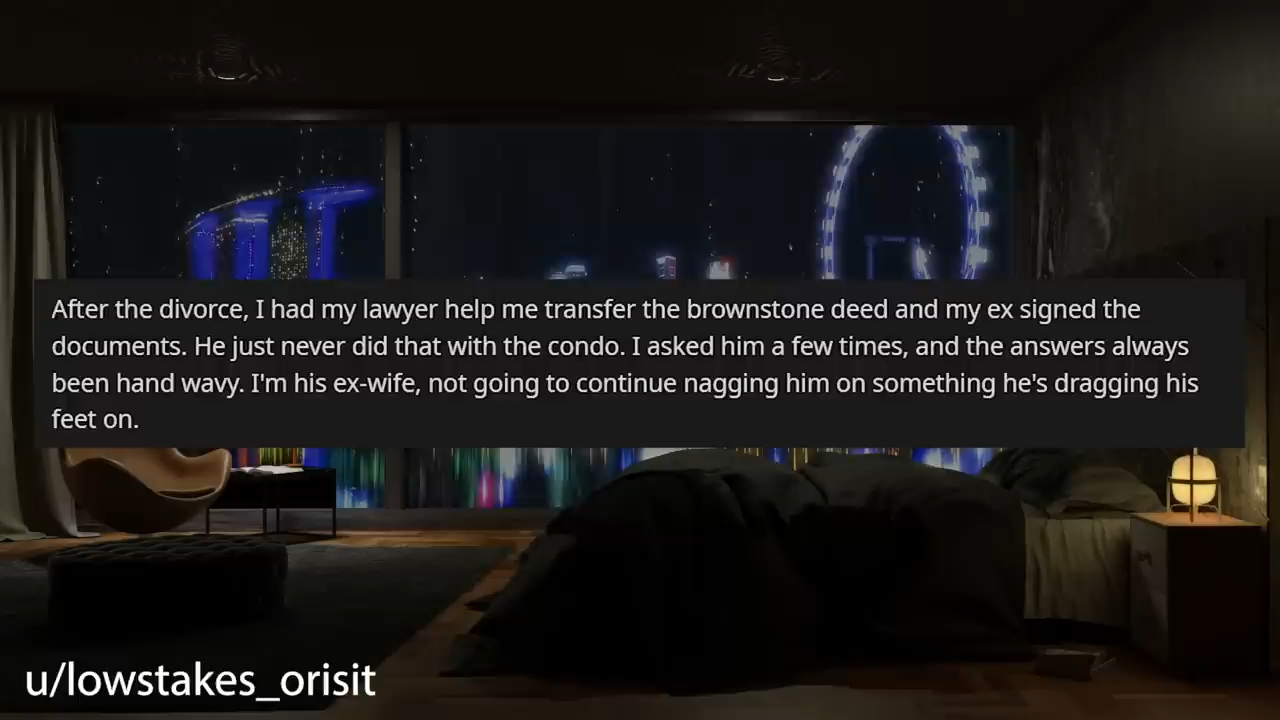 After the divorce, I had my lawyer help me transfer the brownstone deed and my ex signed the
documents. He just never did that with the condo. I asked him a few times, and the answers always
been hand wavy. I'm his ex-wife, not going to continue nagging him on something he's dragging his
feet on.
u/lowstakes_orisit